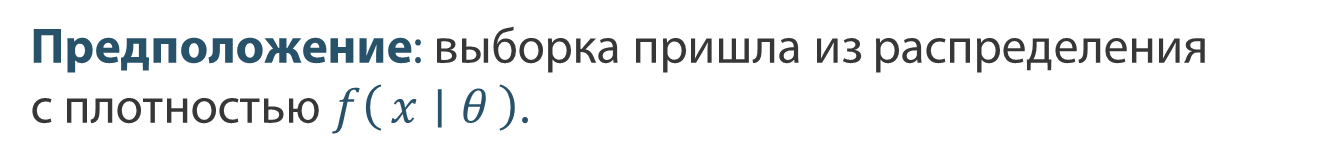 Предположение: выборка пришла из распределения
с плотностью f ( x | θ ).